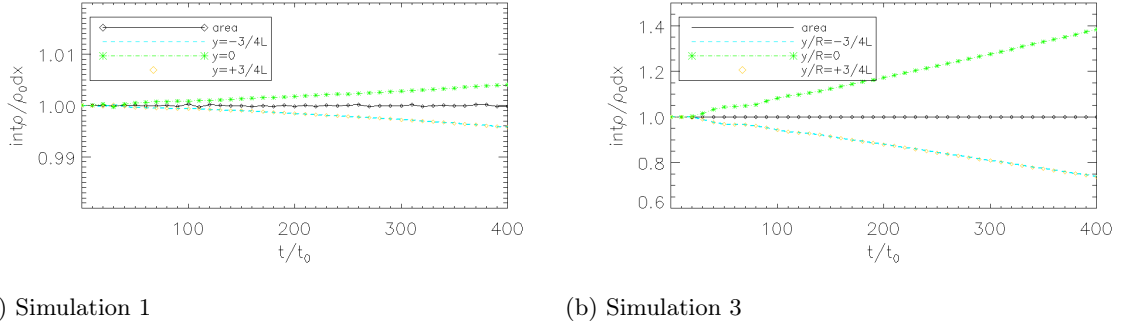 area
y=−3/4L
y=0
y=+3/4L
1.01
1.00
0.99
intρ/ρ₀dx
100 200 300 400
t/t₀
area
y/R=−3/4L
y/R=0
y/R=+3/4L
1.4
1.2
1.0
0.8
0.6
intρ/ρ₀dx
100 200 300 400
t/t₀
) Simulation 1
(b) Simulation 3